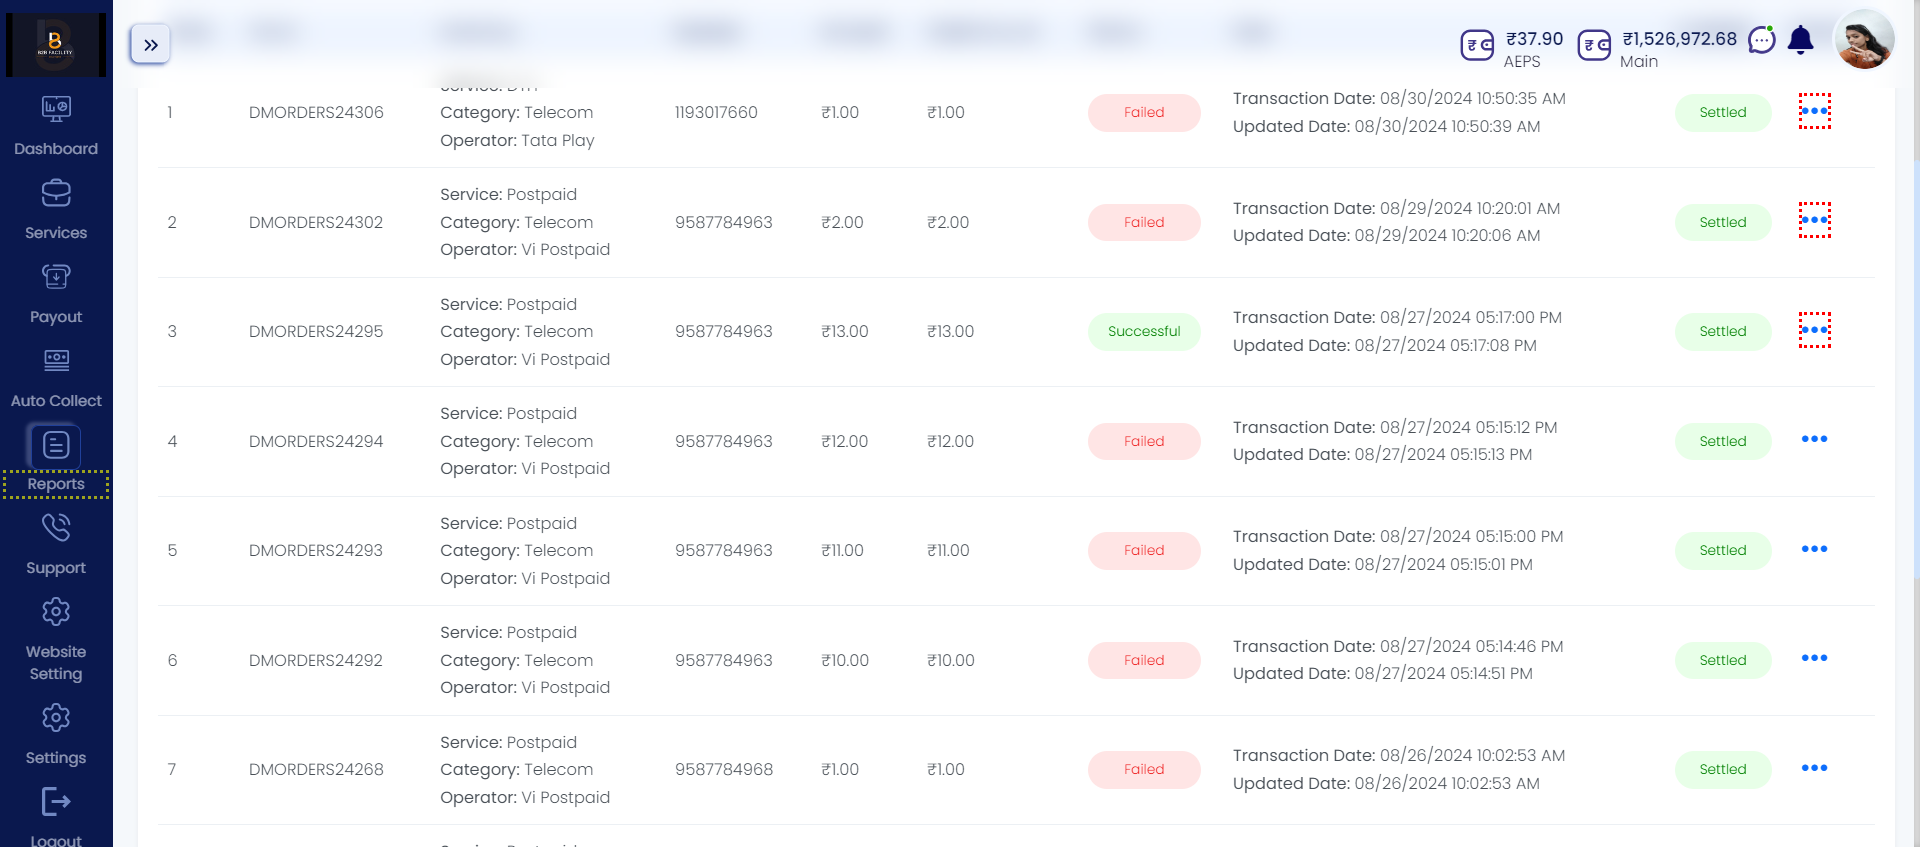 B2B FACILITY
₹37.90
AEPS
₹1,526,972.68
Main
Dashboard
Services
Payout
Auto Collect
Reports
Support
Website
Setting
Settings
Logout
1 DMORDERS24306 Category: Telecom 1193017660 ₹1.00 ₹1.00 Failed Transaction Date: 08/30/2024 10:50:35 AM Settled
Operator: Tata Play Updated Date: 08/30/2024 10:50:39 AM
Service: Postpaid
2 DMORDERS24302 Category: Telecom 9587784963 ₹2.00 ₹2.00 Failed Transaction Date: 08/29/2024 10:20:01 AM Settled
Operator: Vi Postpaid Updated Date: 08/29/2024 10:20:06 AM
Service: Postpaid
3 DMORDERS24295 Category: Telecom 9587784963 ₹13.00 ₹13.00 Successful Transaction Date: 08/27/2024 05:17:00 PM Settled
Operator: Vi Postpaid Updated Date: 08/27/2024 05:17:08 PM
Service: Postpaid
4 DMORDERS24294 Category: Telecom 9587784963 ₹12.00 ₹12.00 Failed Transaction Date: 08/27/2024 05:15:12 PM Settled
Operator: Vi Postpaid Updated Date: 08/27/2024 05:15:13 PM
Service: Postpaid
5 DMORDERS24293 Category: Telecom 9587784963 ₹11.00 ₹11.00 Failed Transaction Date: 08/27/2024 05:15:00 PM Settled
Operator: Vi Postpaid Updated Date: 08/27/2024 05:15:01 PM
Service: Postpaid
6 DMORDERS24292 Category: Telecom 9587784963 ₹10.00 ₹10.00 Failed Transaction Date: 08/27/2024 05:14:46 PM Settled
Operator: Vi Postpaid Updated Date: 08/27/2024 05:14:51 PM
Service: Postpaid
7 DMORDERS24268 Category: Telecom 9587784968 ₹1.00 ₹1.00 Failed Transaction Date: 08/26/2024 10:02:53 AM Settled
Operator: Vi Postpaid Updated Date: 08/26/2024 10:02:53 AM